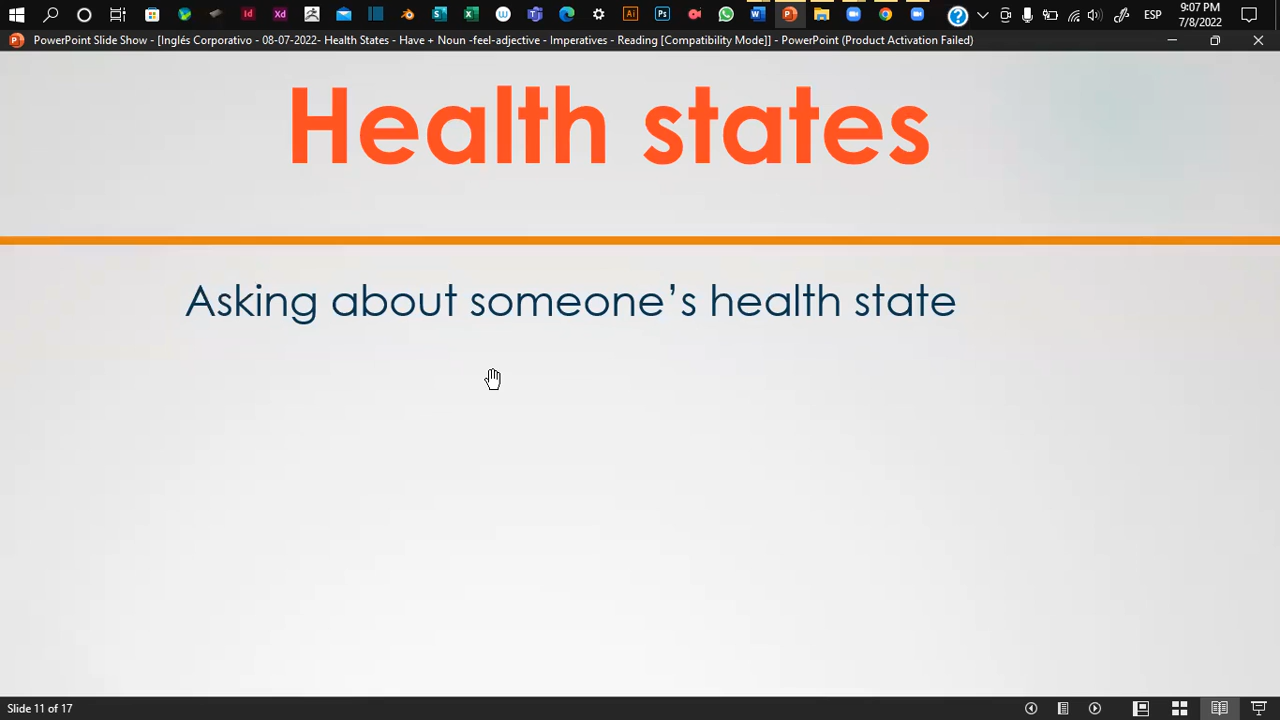 9:07 PM
ESP
7/8/2022
PowerPoint Slide Show - [Inglés Corporativo - 08-07-2022- Health States - Have + Noun -feel-adjective - Imperatives - Reading [Compatibility Mode]] - PowerPoint (Product Activation Failed)
Health states
Asking about someone’s health state
Slide 11 of 17